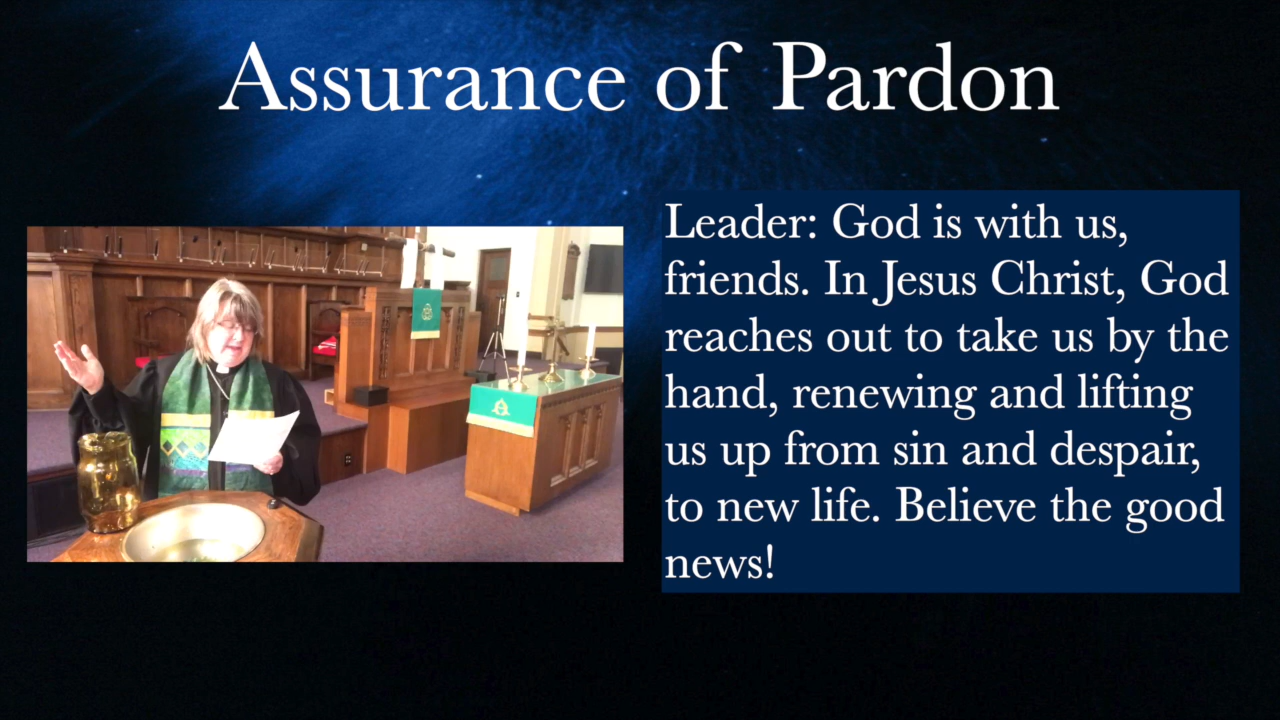 Assurance of Pardon
Leader: God is with us,
friends. In Jesus Christ, God
reaches out to take us by the
hand, renewing and lifting
us up from sin and despair,
to new life. Believe the good
news!